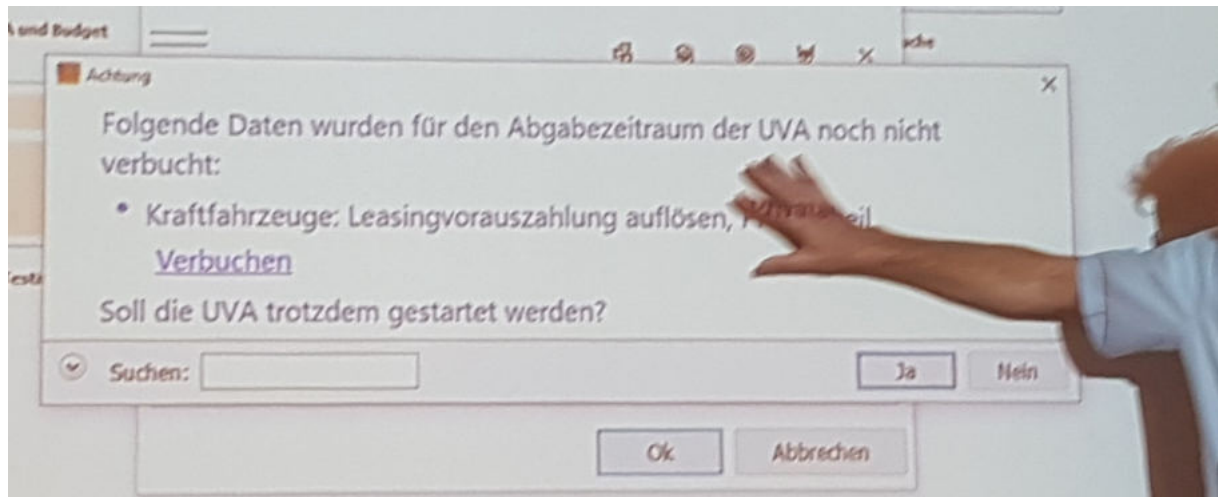 und Budget
Achtung
Folgende Daten wurden für den Abgabezeitraum der UVA noch nicht
verbucht:
• Kraftfahrzeuge: Leasingvorauszahlung auflösen,
Verbuchen
Soll die UVA trotzdem gestartet werden?
Suchen:
Ja
Nein
Ok
Abbrechen